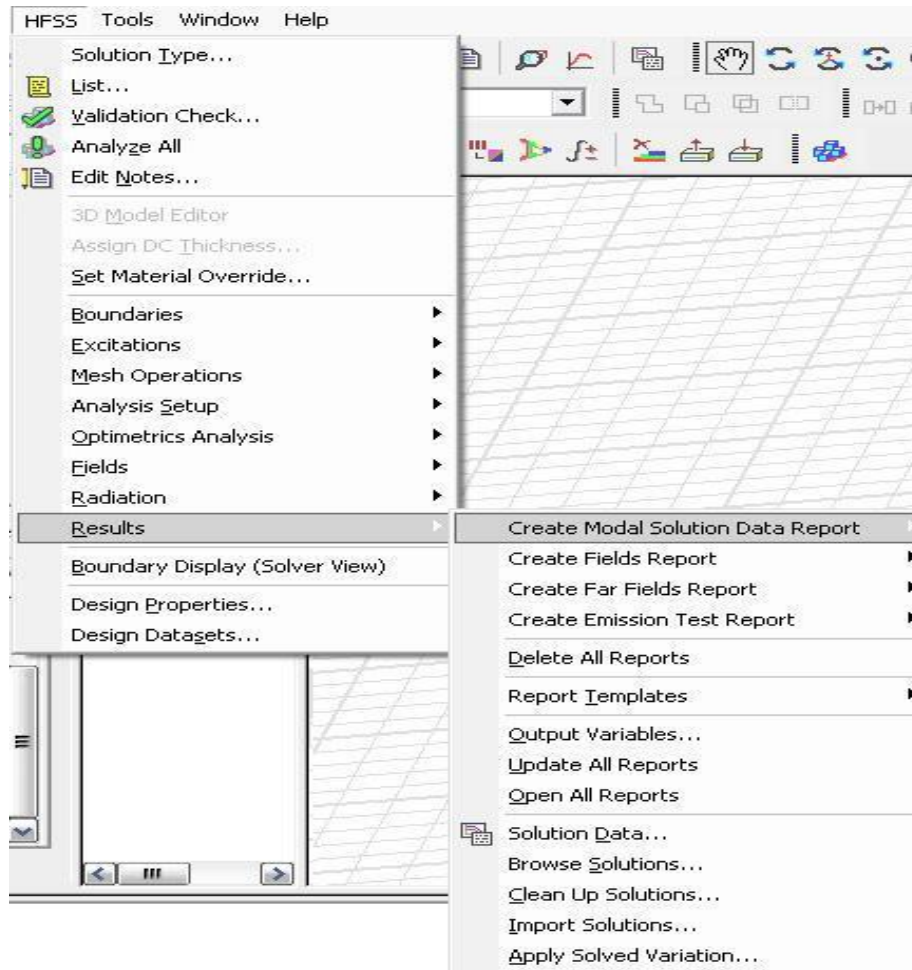 HFSS Tools Window Help
Solution Type...
List...
Validation Check...
Analyze All
Edit Notes...
3D Model Editor
Assign DC Thickness...
Set Material Override...
Boundaries
Excitations
Mesh Operations
Analysis Setup
Optimetrics Analysis
Fields
Radiation
Results
Boundary Display (Solver View)
Design Properties...
Design Datasets...
Create Modal Solution Data Report
Create Fields Report
Create Far Fields Report
Create Emission Test Report
Delete All Reports
Report Templates
Output Variables...
Update All Reports
Open All Reports
Solution Data...
Browse Solutions...
Clean Up Solutions...
Import Solutions...
Apply Solved Variation...